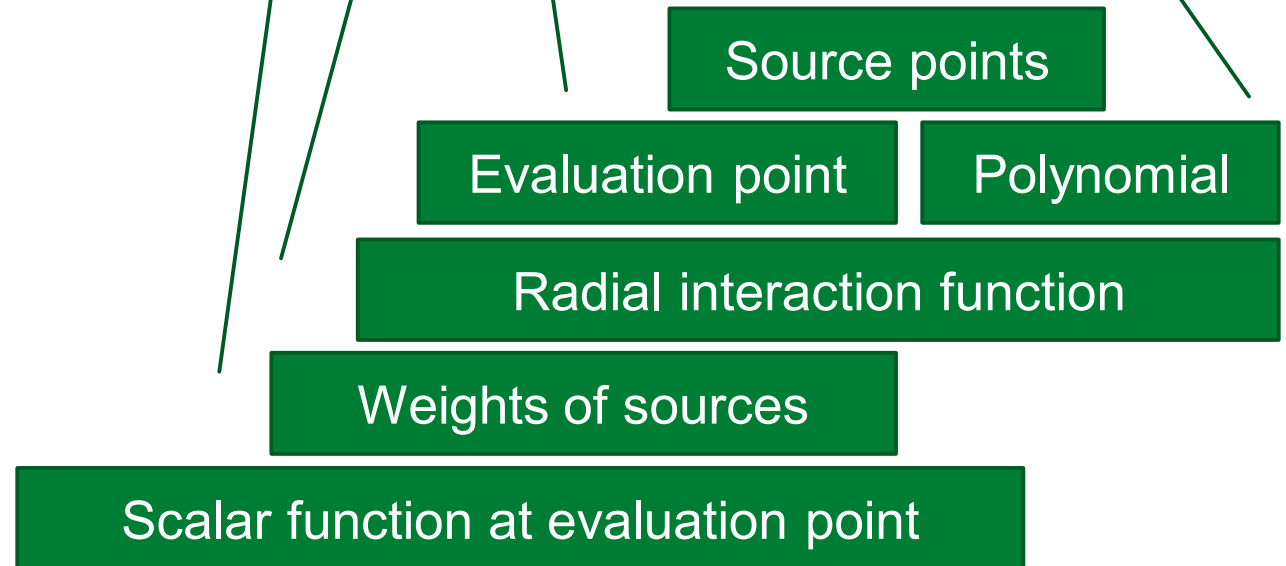 Source points
Evaluation point
Polynomial
Radial interaction function
Weights of sources
Scalar function at evaluation point